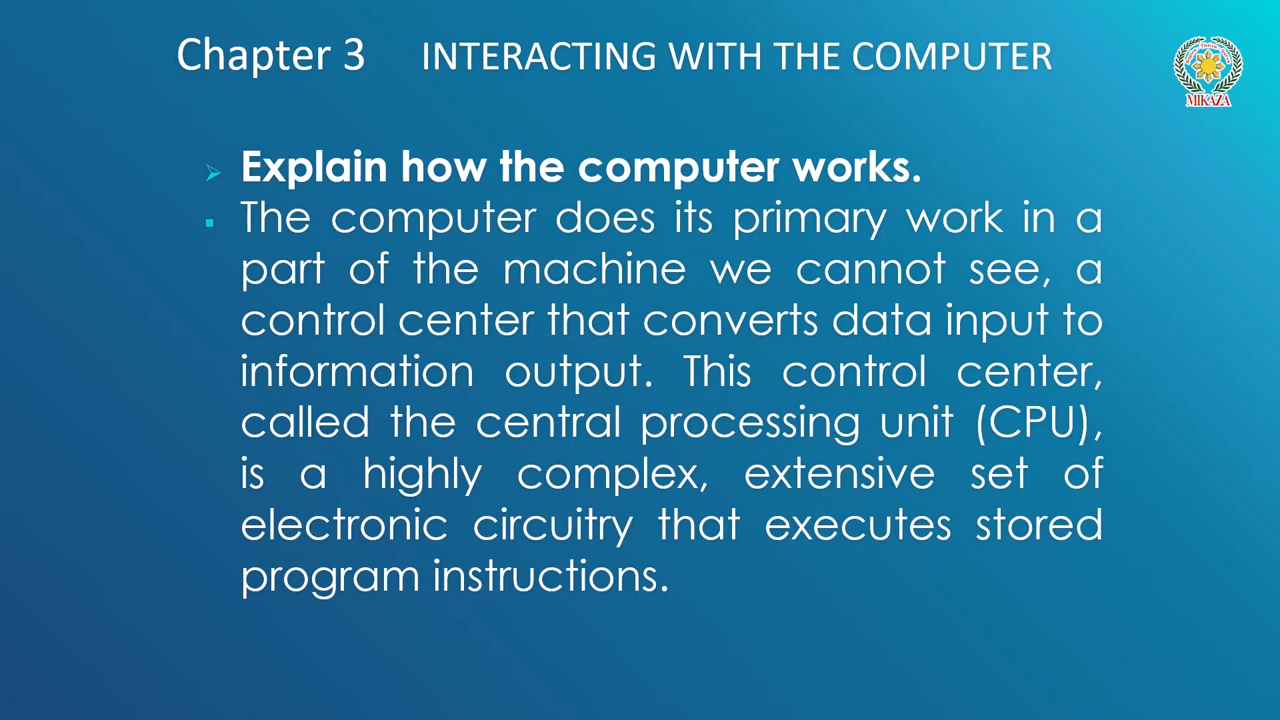 Chapter 3 INTERACTING WITH THE COMPUTER
MIKAZA
Explain how the computer works.
The computer does its primary work in a
part of the machine we cannot see, a
control center that converts data input to
information output. This control center,
called the central processing unit (CPU),
is a highly complex, extensive set of
electronic circuitry that executes stored
program instructions.